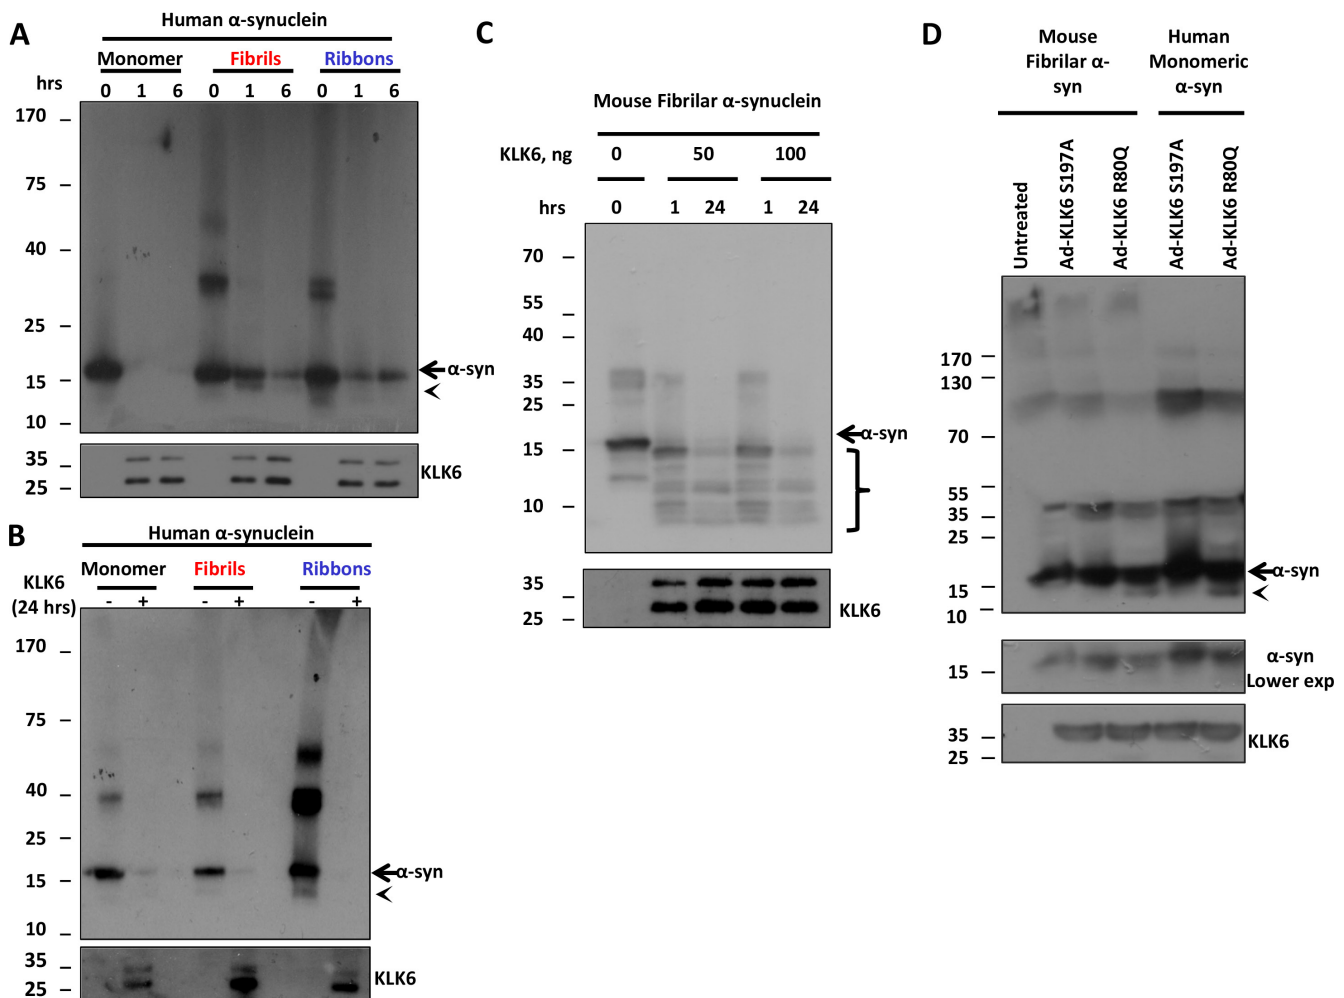 A
Human α-synuclein
Monomer Fibrils Ribbons
hrs 0 1 6 0 1 6 0 1 6
170
75
40
25
15
10
α-syn
35
25
KLK6
B
Human α-synuclein
Monomer Fibrils Ribbons
KLK6
(24 hrs) - + - + - +
170
75
40
25
15
10
α-syn
35
25
KLK6
C
Mouse Fibrilar α-synuclein
KLK6, ng 0 50 100
hrs 0 1 24 1 24
70
55
40
35
25
15
10
α-syn
35
25
KLK6
D
Mouse
Fibrilar α-
syn
Human
Monomeric
α-syn
Untreated
Ad-KLK6 S197A
Ad-KLK6 R80Q
Ad-KLK6 S197A
Ad-KLK6 R80Q
170
130
70
55
35
25
15
10
α-syn
15
α-syn
Lower exp
35
25
KLK6